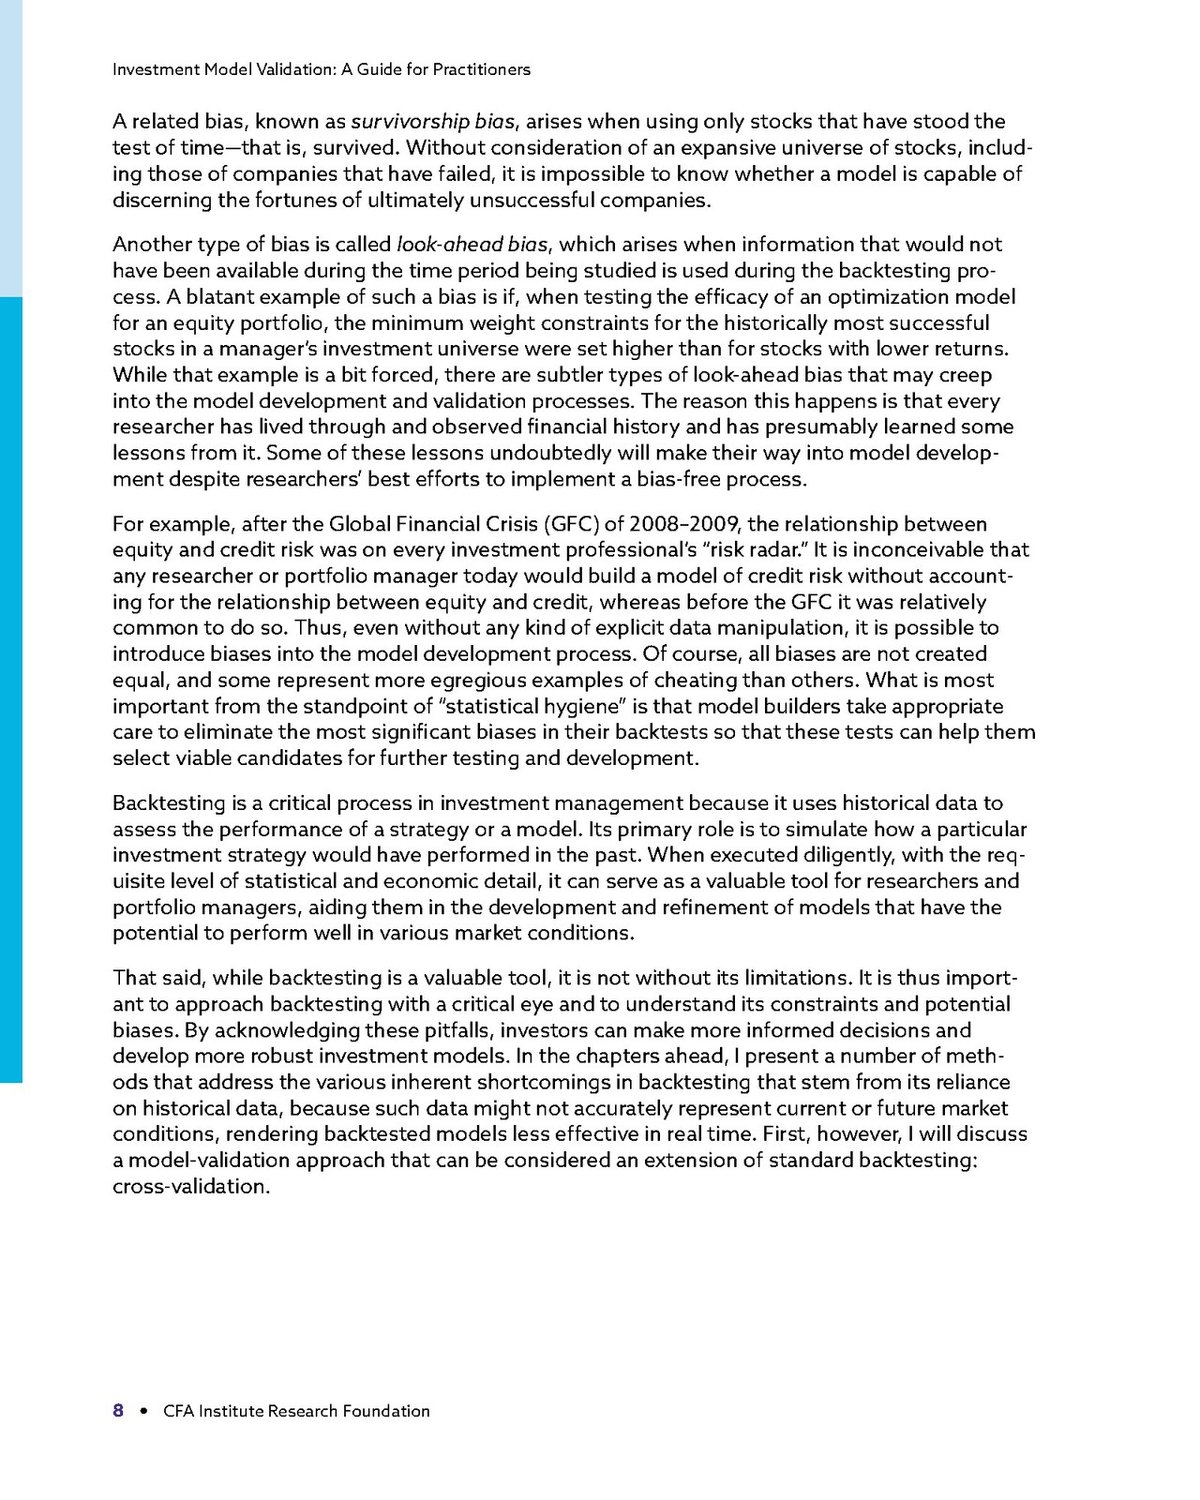 Investment Model Validation: A Guide for Practitioners
A related bias, known as survivorship bias, arises when using only stocks that have stood the
test of time—that is, survived. Without consideration of an expansive universe of stocks, includ-
ing those of companies that have failed, it is impossible to know whether a model is capable of
discerning the fortunes of ultimately unsuccessful companies.
Another type of bias is called look-ahead bias, which arises when information that would not
have been available during the time period being studied is used during the backtesting pro-
cess. A blatant example of such a bias is if, when testing the efficacy of an optimization model
for an equity portfolio, the minimum weight constraints for the historically most successful
stocks in a manager’s investment universe were set higher than for stocks with lower returns.
While that example is a bit forced, there are subtler types of look-ahead bias that may creep
into the model development and validation processes. The reason this happens is that every
researcher has lived through and observed financial history and has presumably learned some
lessons from it. Some of these lessons undoubtedly will make their way into model develop-
ment despite researchers’ best efforts to implement a bias-free process.
For example, after the Global Financial Crisis (GFC) of 2008–2009, the relationship between
equity and credit risk was on every investment professional’s “risk radar.” It is inconceivable that
any researcher or portfolio manager today would build a model of credit risk without account-
ing for the relationship between equity and credit, whereas before the GFC it was relatively
common to do so. Thus, even without any kind of explicit data manipulation, it is possible to
introduce biases into the model development process. Of course, all biases are not created
equal, and some represent more egregious examples of cheating than others. What is most
important from the standpoint of “statistical hygiene” is that model builders take appropriate
care to eliminate the most significant biases in their backtests so that these tests can help them
select viable candidates for further testing and development.
Backtesting is a critical process in investment management because it uses historical data to
assess the performance of a strategy or a model. Its primary role is to simulate how a particular
investment strategy would have performed in the past. When executed diligently, with the req-
uisite level of statistical and economic detail, it can serve as a valuable tool for researchers and
portfolio managers, aiding them in the development and refinement of models that have the
potential to perform well in various market conditions.
That said, while backtesting is a valuable tool, it is not without its limitations. It is thus import-
ant to approach backtesting with a critical eye and to understand its constraints and potential
biases. By acknowledging these pitfalls, investors can make more informed decisions and
develop more robust investment models. In the chapters ahead, I present a number of meth-
ods that address the various inherent shortcomings in backtesting that stem from its reliance
on historical data, because such data might not accurately represent current or future market
conditions, rendering backtested models less effective in real time. First, however, I will discuss
a model-validation approach that can be considered an extension of standard backtesting:
cross-validation.
8 • CFA Institute Research Foundation